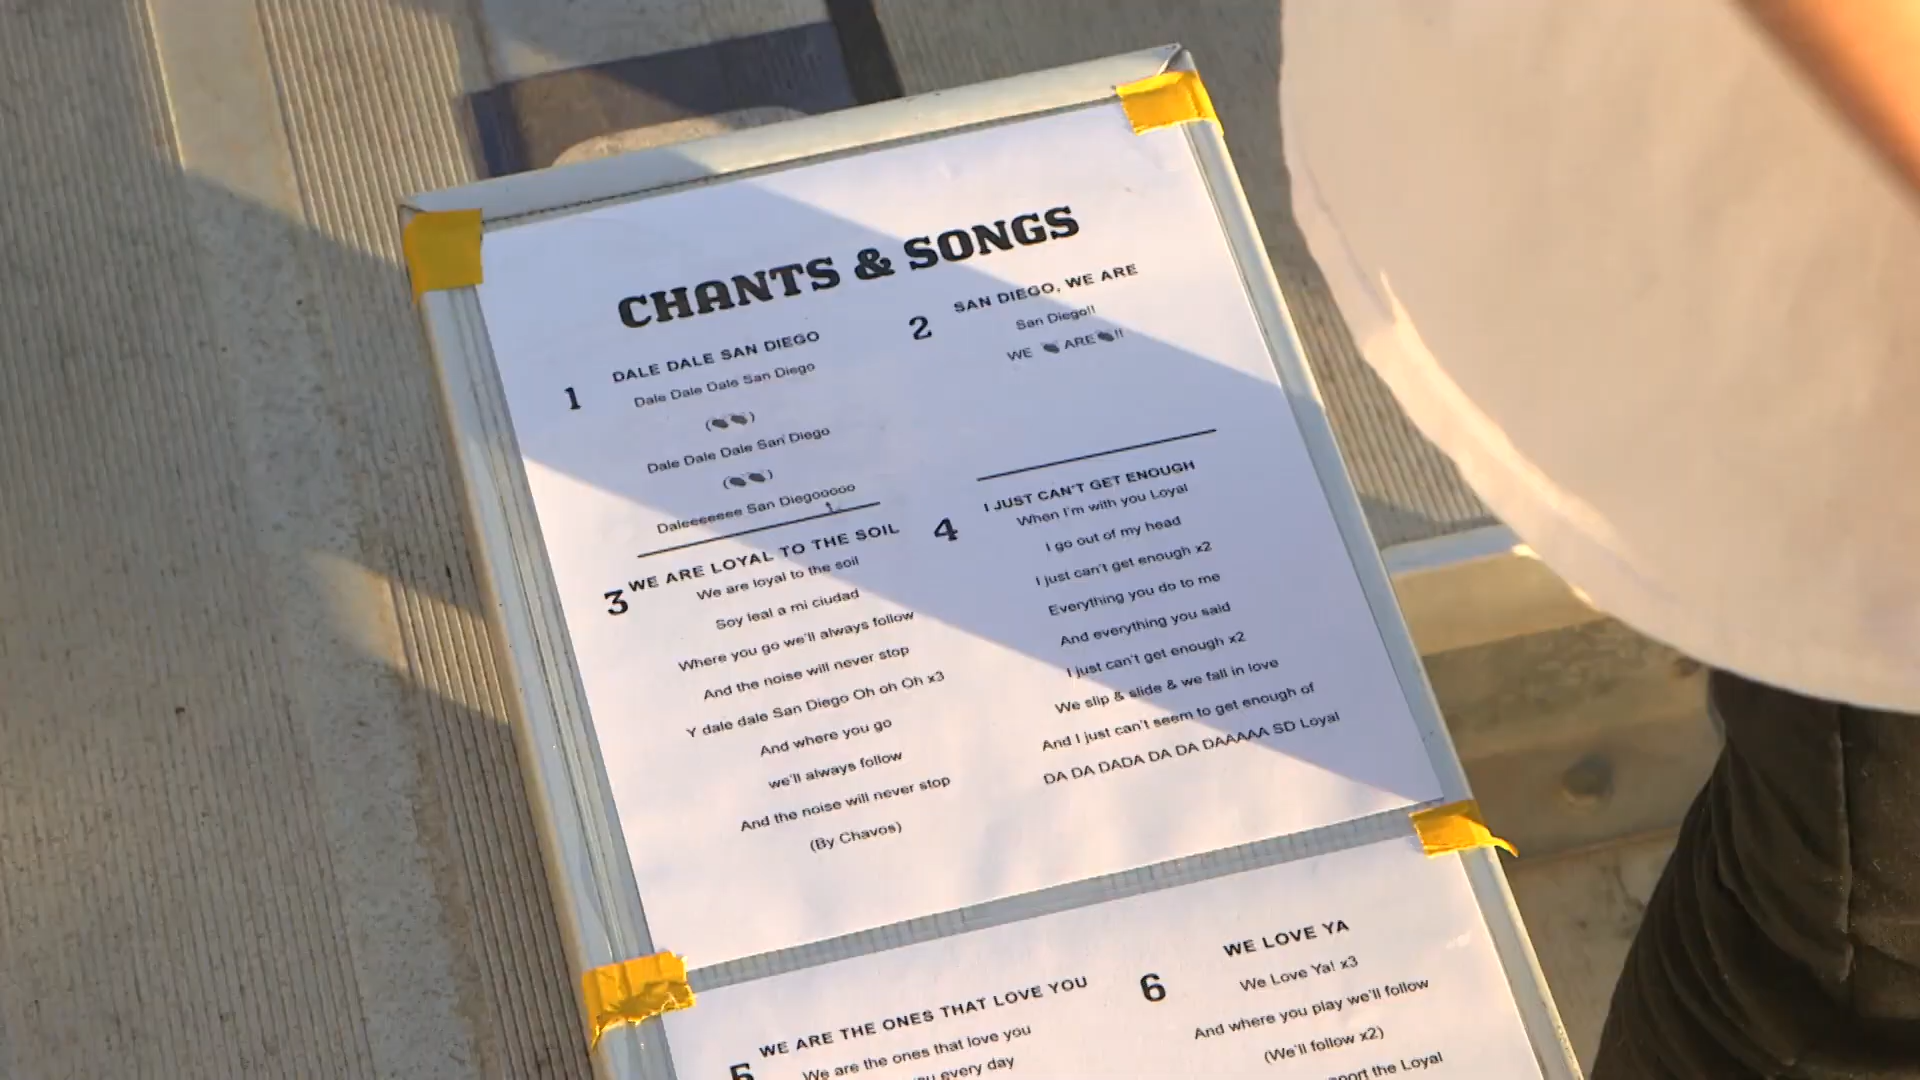 CHANTS & SONGS
1
DALE DALE SAN DIEGO
Dale Dale Dale San Diego
(👏👏)
Dale Dale Dale San Diego
(👏👏)
Daleeeeeee San Diegooooo
2
SAN DIEGO, WE ARE
San Diego!!
WE 👏 ARE 👏!!
3
WE ARE LOYAL TO THE SOIL
We are loyal to the soil
Soy leal a mi ciudad
Where you go we'll always follow
And the noise will never stop
Y dale dale San Diego Oh oh Oh x3
And where you go
we'll always follow
And the noise will never stop
(By Chavos)
4
I JUST CAN'T GET ENOUGH
When I'm with you Loyal
I go out of my head
I just can't get enough x2
Everything you do to me
And everything you said
I just can't get enough x2
We slip & slide & we fall in love
And I just can't seem to get enough of
DA DA DADA DA DA DAAAAA SD Loyal
5
WE ARE THE ONES THAT LOVE YOU
We are the ones that love you
every day
6
WE LOVE YA
We Love Ya! x3
And where you play we'll follow
(We'll follow x2)
the Loyal